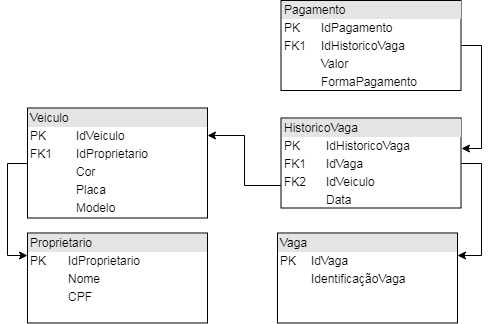 Pagamento
PK IdPagamento
FK1 IdHistoricoVaga
Valor
FormaPagamento
Veiculo
PK IdVeiculo
FK1 IdProprietario
Cor
Placa
Modelo
HistoricoVaga
PK IdHistoricoVaga
FK1 IdVaga
FK2 IdVeiculo
Data
Proprietario
PK IdProprietario
Nome
CPF
Vaga
PK IdVaga
IdentificaçãoVaga